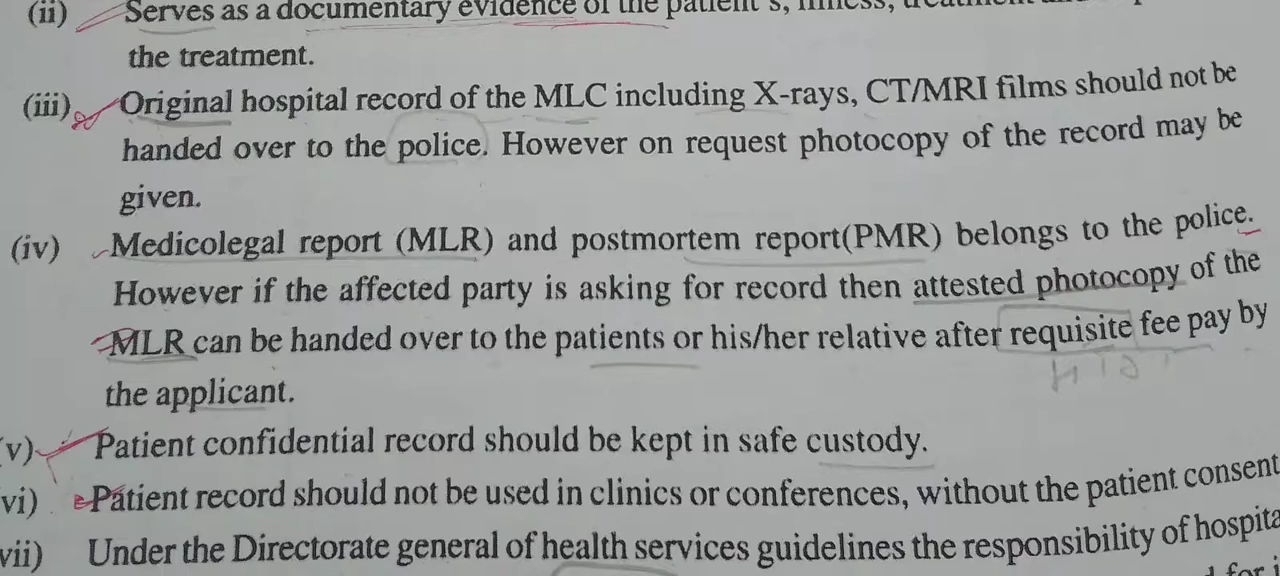 (ii) Serves as a documentary evidence of the patient's, illness,
the treatment.
(iii) Original hospital record of the MLC including X-rays, CT/MRI films should not be
handed over to the police. However on request photocopy of the record may be
given.
(iv) Medicolegal report (MLR) and postmortem report(PMR) belongs to the police.
However if the affected party is asking for record then attested photocopy of the
MLR can be handed over to the patients or his/her relative after requisite fee pay by
the applicant.
v) Patient confidential record should be kept in safe custody.
vi) Patient record should not be used in clinics or conferences, without the patient consent
vii) Under the Directorate general of health services guidelines the responsibility of
for